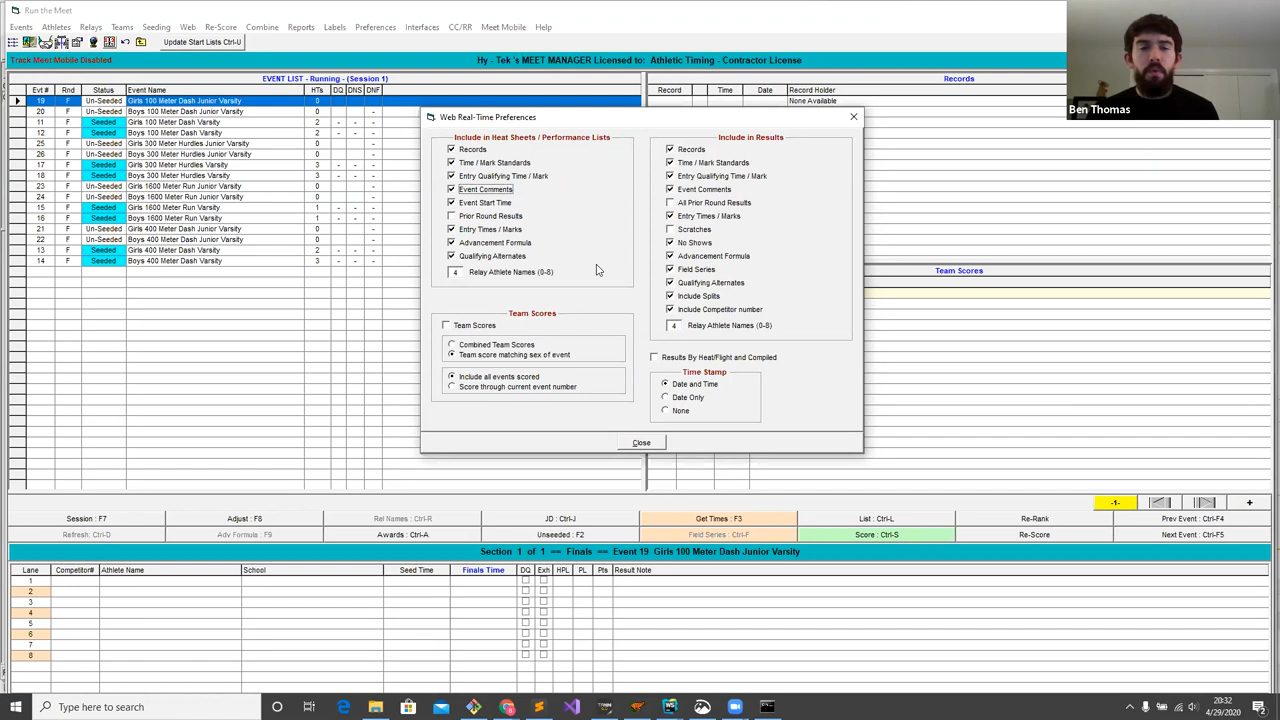 Run the Meet
Events Athletes Relays Teams Seeding Web Re-Score Combine Reports Labels Preferences Interfaces CC/RR Meet Mobile Help
Update Start Lists Ctrl-U
Track Meet Mobile Disabled
Hy - Tek 's MEET MANAGER Licensed to: Athletic Timing - Contractor License
Ben Thomas
EVENT LIST - Running - (Session 1)
Records
Evt # Rnd Status Event Name HTs DQ DNS DNF
Record Time Date Record Holder
19 F Un-Seeded Girls 100 Meter Dash Junior Varsity 0
None Available
20 F Un-Seeded Boys 100 Meter Dash Junior Varsity 0 -
11 F Seeded Girls 100 Meter Dash Varsity 2 - - -
12 F Seeded Boys 100 Meter Dash Varsity 2 - - -
25 F Un-Seeded Girls 300 Meter Hurdles Junior Varsity 0 -
26 F Un-Seeded Boys 300 Meter Hurdles Junior Varsity 0 -
17 F Seeded Girls 300 Meter Hurdles Varsity 3 - - -
18 F Seeded Boys 300 Meter Hurdles Varsity 3 - - -
23 F Un-Seeded Girls 1600 Meter Run Junior Varsity 0 -
24 F Un-Seeded Boys 1600 Meter Run Junior Varsity 0 -
15 F Seeded Girls 1600 Meter Run Varsity 1 - - -
16 F Seeded Boys 1600 Meter Run Varsity 1 - - -
21 F Un-Seeded Girls 400 Meter Dash Junior Varsity 0 -
22 F Un-Seeded Boys 400 Meter Dash Junior Varsity 0 -
13 F Seeded Girls 400 Meter Dash Varsity 2 - - -
14 F Seeded Boys 400 Meter Dash Varsity 3 - - -
Web Real-Time Preferences
Include in Heat Sheets / Performance Lists
Records
Time / Mark Standards
Entry Qualifying Time / Mark
Event Comments
Event Start Time
Prior Round Results
Entry Times / Marks
Advancement Formula
Qualifying Alternates
4 Relay Athlete Names (0-8)
Team Scores
Team Scores
Combined Team Scores
Team score matching sex of event
Include all events scored
Score through current event number
Include in Results
Records
Time / Mark Standards
Entry Qualifying Time / Mark
Event Comments
All Prior Round Results
Entry Times / Marks
Scratches
No Shows
Advancement Formula
Field Series
Qualifying Alternates
Include Splits
Include Competitor number
4 Relay Athlete Names (0-8)
Results By Heat/Flight and Compiled
Time Stamp
Date and Time
Date Only
None
Close
Team Scores
-1- +
Session : F7 Adjust : F8 Rel Names : Ctrl-R JD : Ctrl-J Get Times : F3 List : Ctrl-L Re-Rank Prev Event : Ctrl-F4
Refresh: Ctrl-D Adv Formula : F9 Awards : Ctrl-A Unseeded : F2 Field Series : Ctrl-F Score : Ctrl-S Re-Score Next Event : Ctrl-F5
Section 1 of 1 == Finals == Event 19 Girls 100 Meter Dash Junior Varsity
Lane Competitor# Athlete Name School Seed Time Finals Time DQ Exh HPL PL Pts Result Note
1
2
3
4
5
6
7
8
Type here to search
20:32
4/29/2020
2